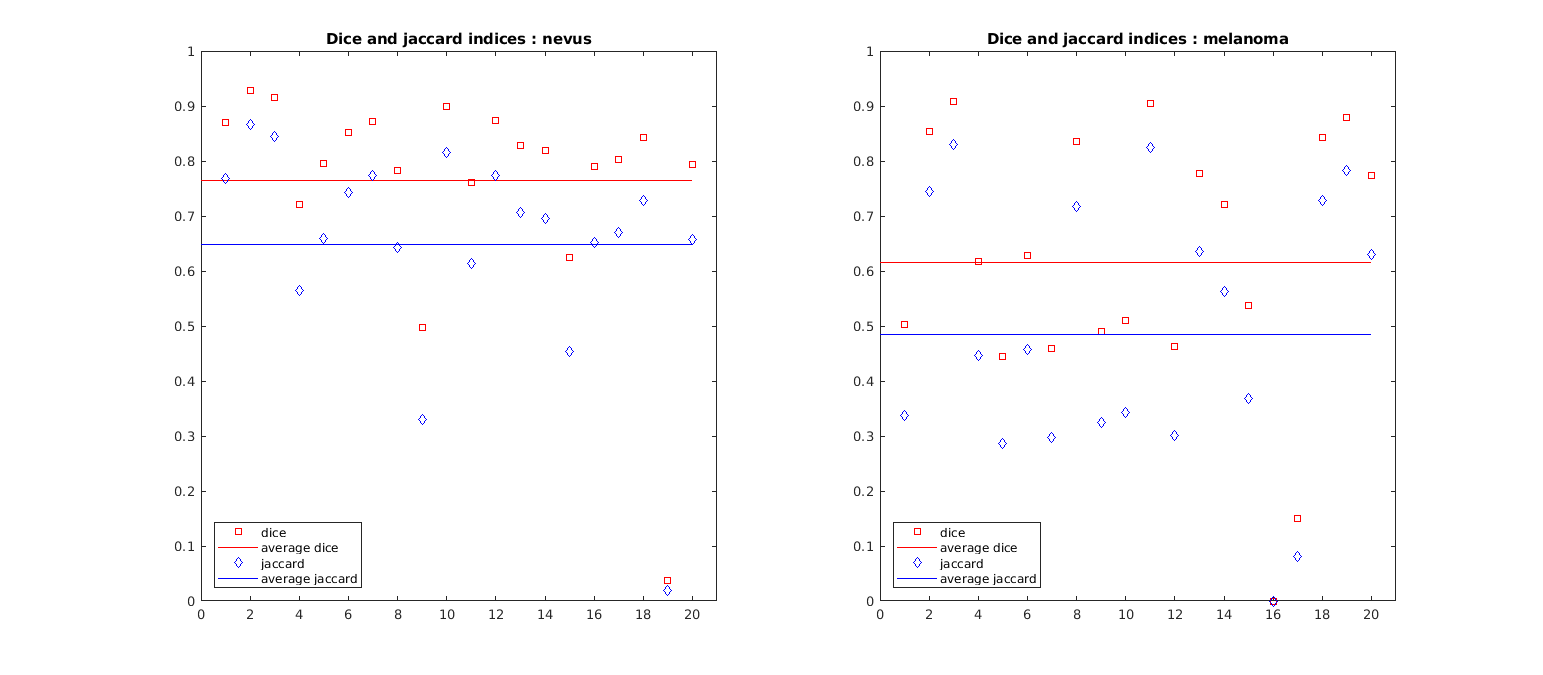 Dice and jaccard indices : nevus
1
0.9
0.8
0.7
0.6
0.5
0.4
0.3
0.2
0.1
0
dice
average dice
jaccard
average jaccard
0 2 4 6 8 10 12 14 16 18 20
Dice and jaccard indices : melanoma
1
0.9
0.8
0.7
0.6
0.5
0.4
0.3
0.2
0.1
0
dice
average dice
jaccard
average jaccard
0 2 4 6 8 10 12 14 16 18 20